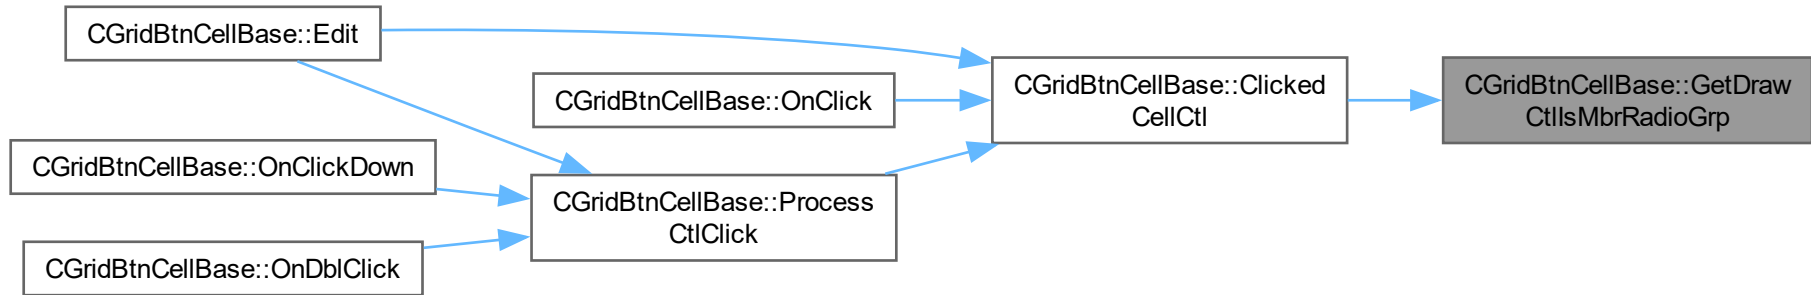 CGridBtnCellBase::Edit
CGridBtnCellBase::OnClick
CGridBtnCellBase::Clicked
CellCtl
CGridBtnCellBase::GetDraw
CtlIsMbrRadioGrp
CGridBtnCellBase::OnClickDown
CGridBtnCellBase::Process
CtlClick
CGridBtnCellBase::OnDblClick